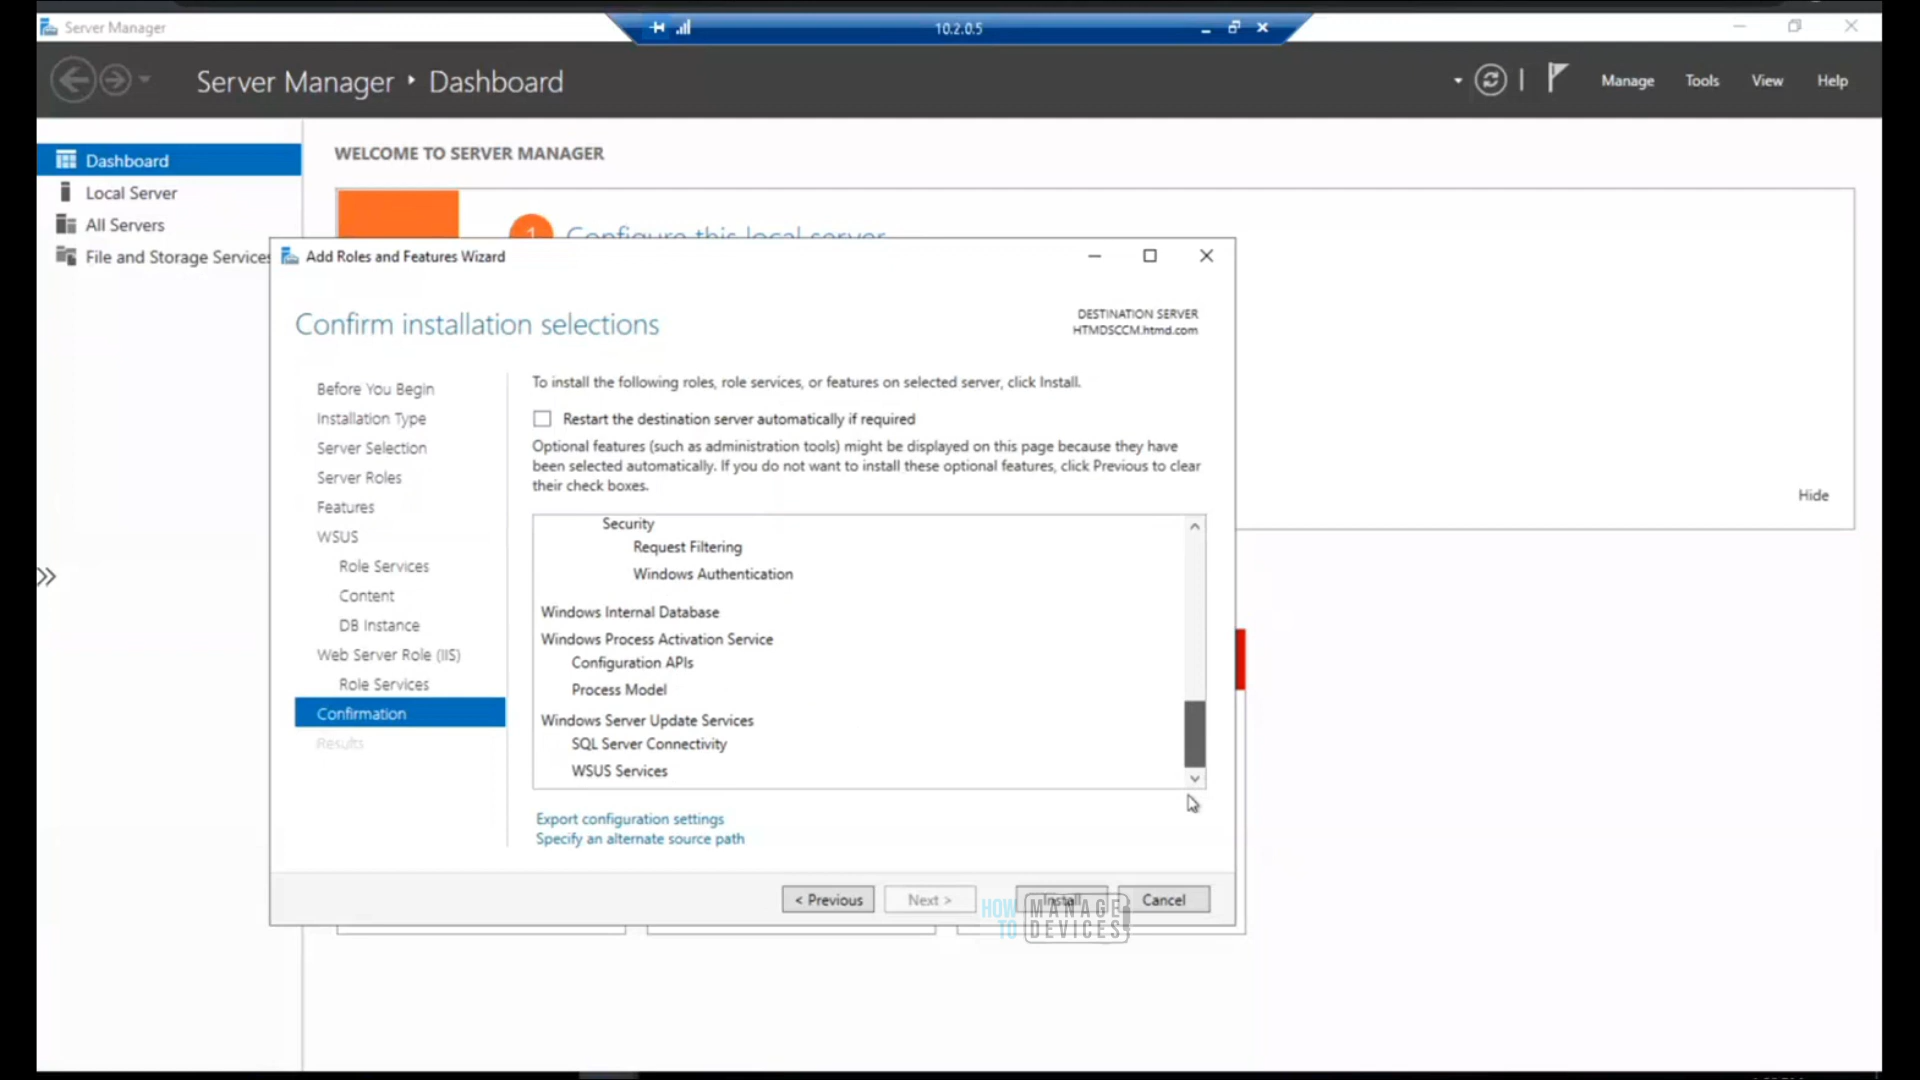 Server Manager
10.2.0.5
Server Manager ‣ Dashboard
Manage
Tools
View
Help
Dashboard
Local Server
All Servers
File and Storage Services
WELCOME TO SERVER MANAGER
1
Configure this local server
Hide
Add Roles and Features Wizard
Confirm installation selections
DESTINATION SERVER
HTMDSCCM.htmd.com
Before You Begin
Installation Type
Server Selection
Server Roles
Features
WSUS
Role Services
Content
DB Instance
Web Server Role (IIS)
Role Services
Confirmation
Results
To install the following roles, role services, or features on selected server, click Install.
Restart the destination server automatically if required
Optional features (such as administration tools) might be displayed on this page because they have
been selected automatically. If you do not want to install these optional features, click Previous to clear
their check boxes.
Security
Request Filtering
Windows Authentication
Windows Internal Database
Windows Process Activation Service
Configuration APIs
Process Model
Windows Server Update Services
SQL Server Connectivity
WSUS Services
Export configuration settings
Specify an alternate source path
< Previous
Next >
Install
Cancel
HOW TO
MANAGE
DEVICES